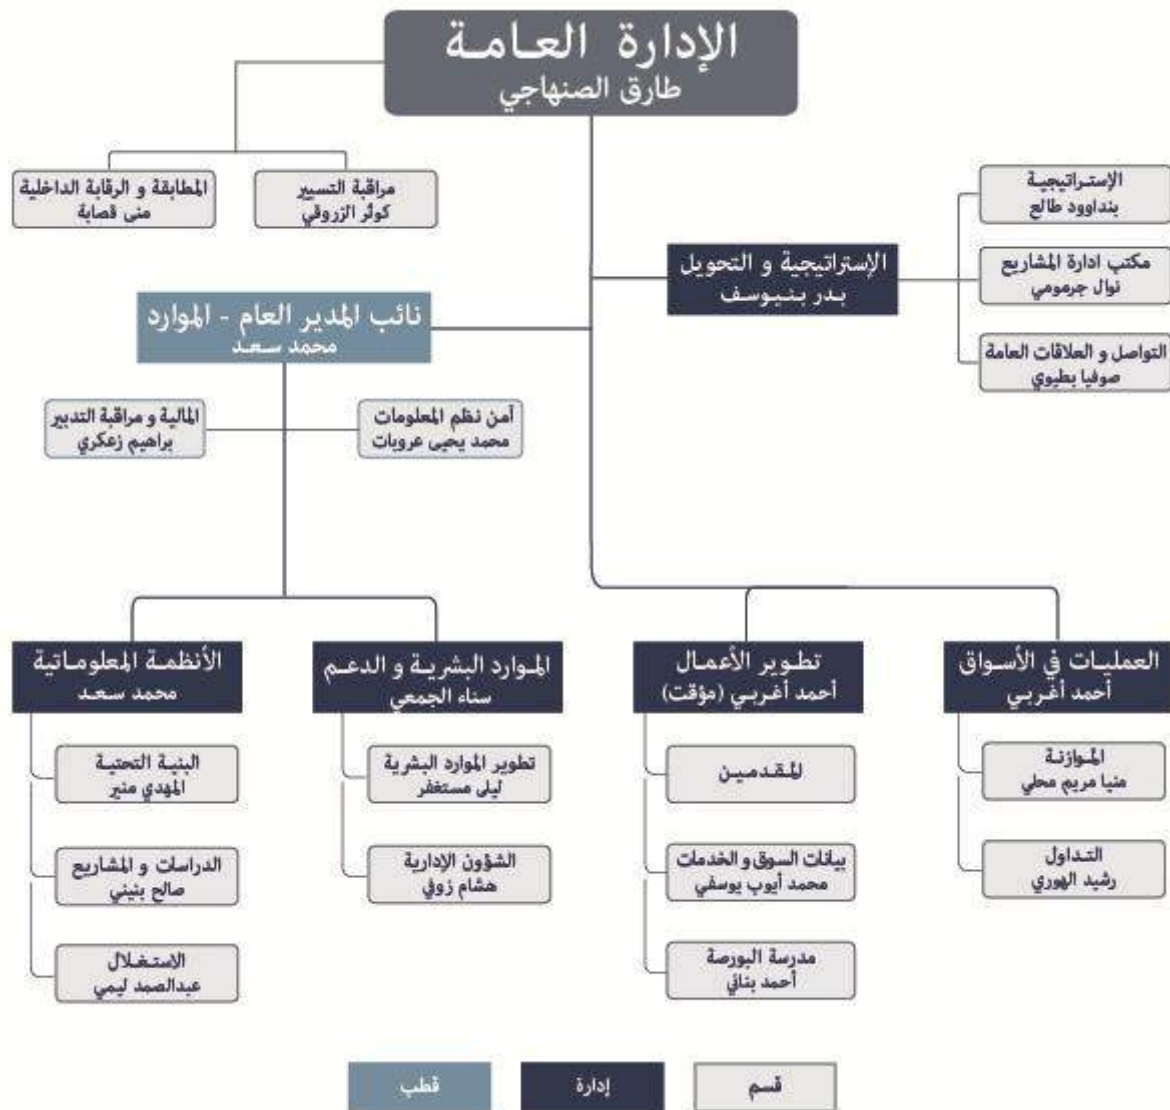 الإدارة العامة
طارق الصنهاجي
مراقبة التسيير
كوثر الزروقي
المطابقة و الرقابة الداخلية
منى قصابة
الإستراتيجية و التحويل
بدر بنيوسف
الإستراتيجية
بنداوود طالع
مكتب ادارة المشاريع
نوال جرمومي
التواصل و العلاقات العامة
صوفيا بطيوي
نائب المدير العام - الموارد
محمد سعد
أمن نظم المعلومات
محمد يحيى عروبات
المالية و مراقبة التدبير
براهيم زعكري
العمليات في الأسواق
أحمد أغربي
الموازنة
منيا مريم محلي
التداول
رشيد الهوري
تطوير الأعمال
أحمد أغربي (مؤقت)
المقدمين
بيانات السوق و الخدمات
محمد أيوب يوسفي
مدرسة البورصة
أحمد بناني
الموارد البشرية و الدعم
سناء الجمعي
تطوير الموارد البشرية
ليلى مستغفر
الشؤون الإدارية
هشام زوفي
الأنظمة المعلوماتية
محمد سعد
البنية التحتية
المهدي منير
الدراسات و المشاريع
صالح بنيني
الاستغلال
عبدالصمد ليمي
قسم
إدارة
قطب